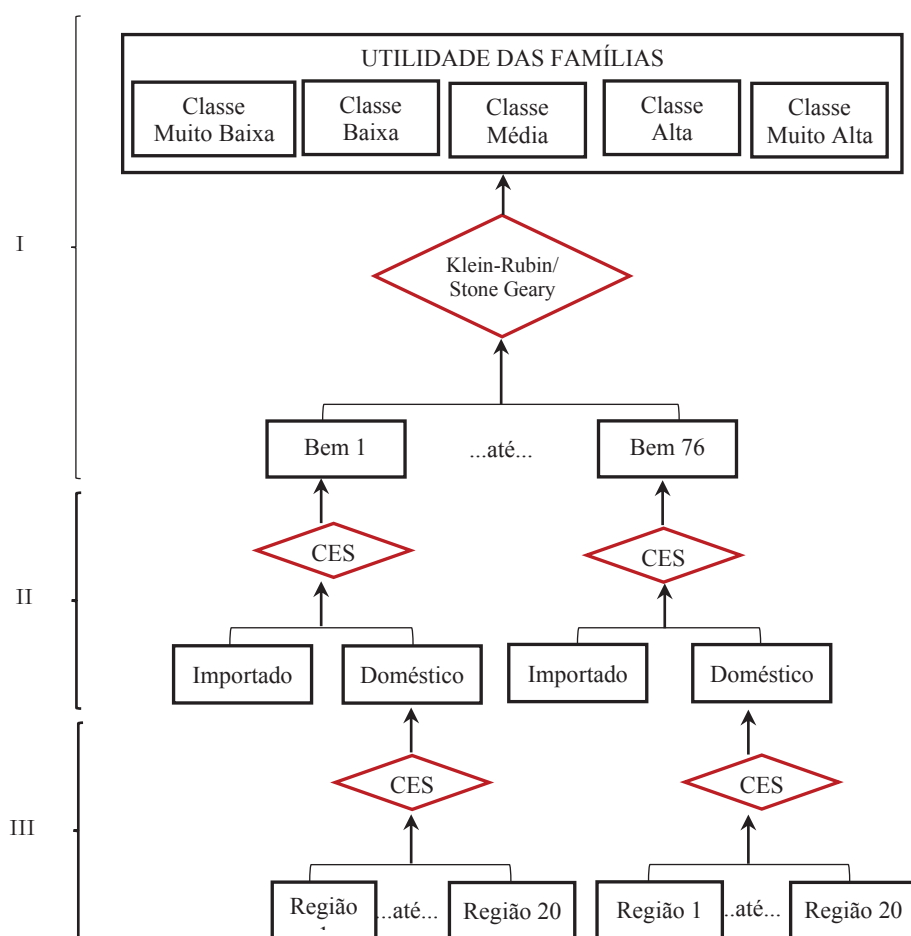 UTILIDADE DAS FAMÍLIAS
Classe
Muito Baixa
Classe
Baixa
Classe
Média
Classe
Alta
Classe
Muito Alta
I
Klein-Rubin/
Stone Geary
Bem 1
...até...
Bem 76
II
CES
CES
Importado
Doméstico
Importado
Doméstico
III
CES
CES
Região
...até...
Região 20
Região 1
...até...
Região 20